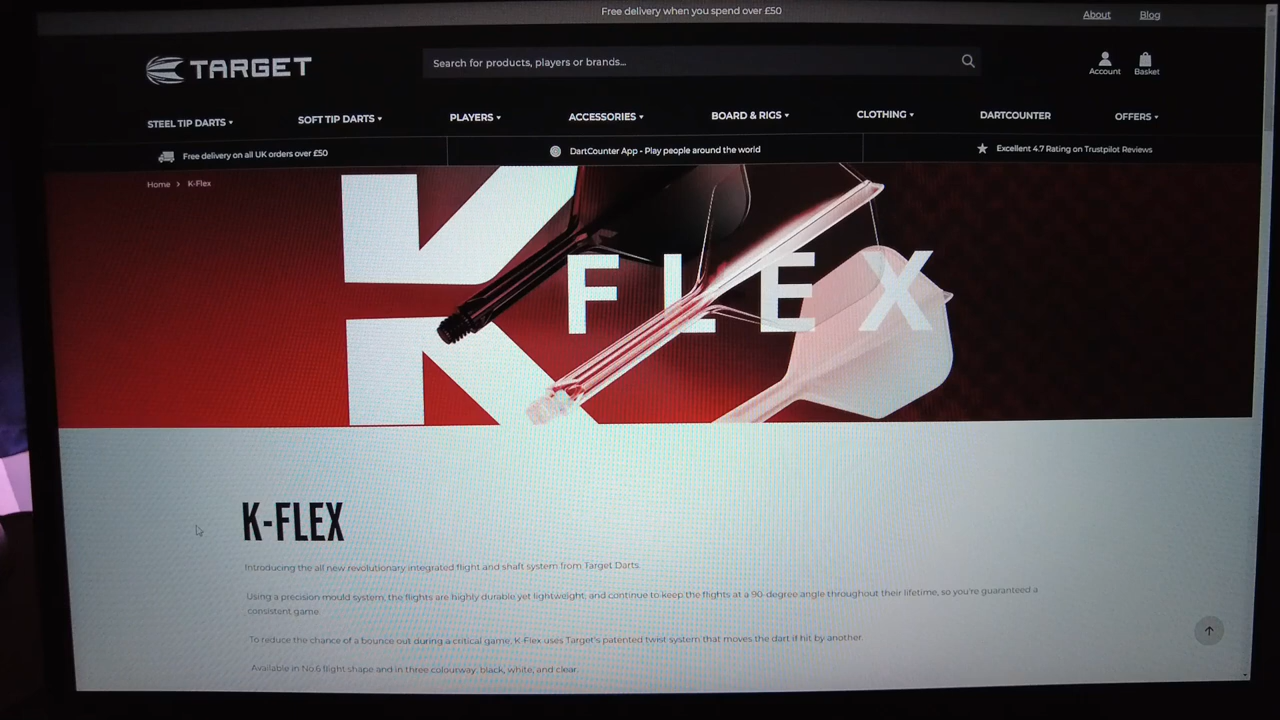 Free delivery when you spend over £50
About
Blog
TARGET
Search for products, players or brands...
Account
Basket
STEEL TIP DARTS
SOFT TIP DARTS
PLAYERS
ACCESSORIES
BOARD & RIGS
CLOTHING
DARTCOUNTER
OFFERS
Free delivery on all UK orders over £50
DartCounter App - Play people around the world
Excellent 4.7 Rating on Trustpilot Reviews
Home > K-Flex
K FLEX
K-FLEX
Introducing the all new revolutionary integrated flight and shaft system from Target Darts.
Using a precision mould system, the flights are highly durable yet lightweight, and continue to keep the flights at a 90-degree angle throughout their lifetime, so you're guaranteed a
consistent game.
To reduce the chance of a bounce out during a critical game, K-Flex uses Target's patented twist system that moves the dart if hit by another.
Available in No.6 flight shape and in three colourway, black, white, and clear.